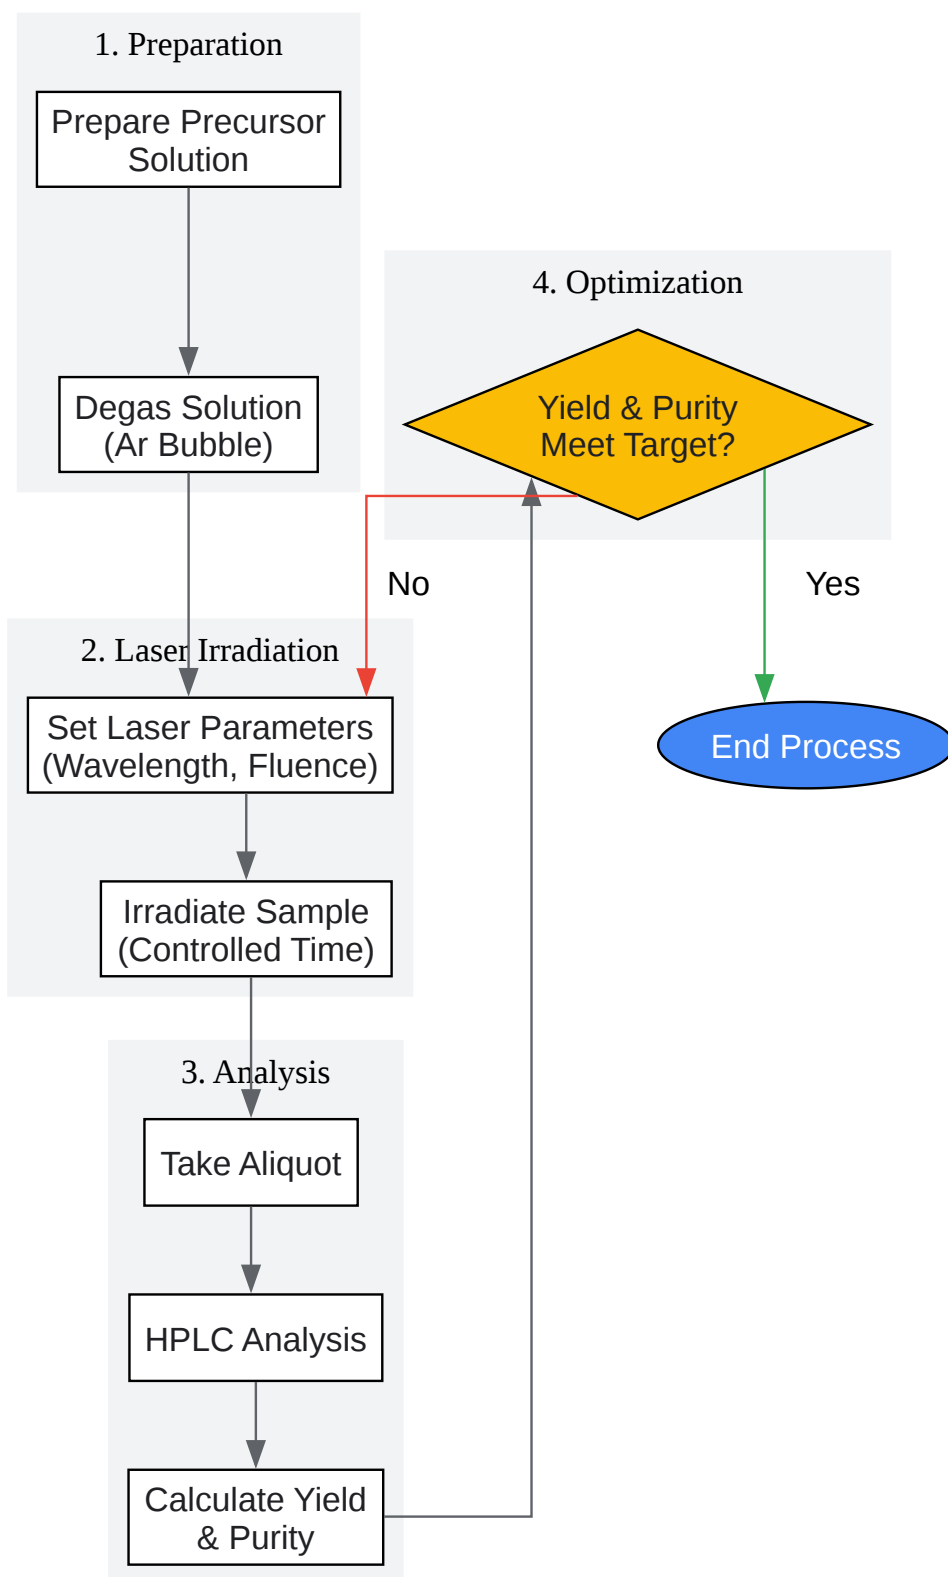 1. Preparation
Prepare Precursor
Solution
Degas Solution
(Ar Bubble)
4. Optimization
Yield & Purity
Meet Target?
No
Yes
2. Laser Irradiation
Set Laser Parameters
(Wavelength, Fluence)
End Process
Irradiate Sample
(Controlled Time)
3. Analysis
Take Aliquot
HPLC Analysis
Calculate Yield
& Purity